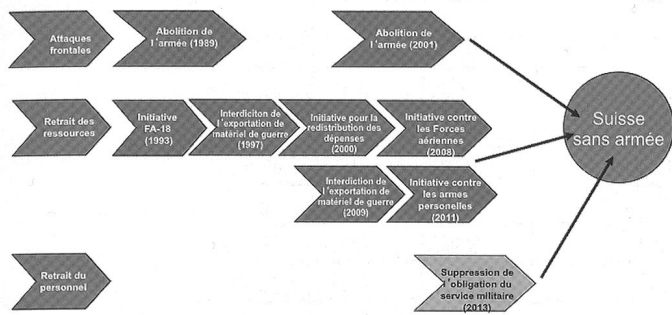 Attaques
frontales
Abolition de
l'armée (1989)
Abolition de
l'armée (2001)
Retrait des
ressources
Initiative
FA-18
(1993)
Interdiciton de
l'exportation de
matériel de guerre
(1997)
Initiative pour la
redistribution des
dépenses
(2000)
Initiative contre
les Forces
aériennes
(2008)
Interdiction de
l'exportation de
matériel de guerre
(2009)
Initiative contre
les armes
personelles
(2011)
Retrait du
personnel
Suppression de
l'obligation du
service militaire
(2013)
Suisse
sans armée